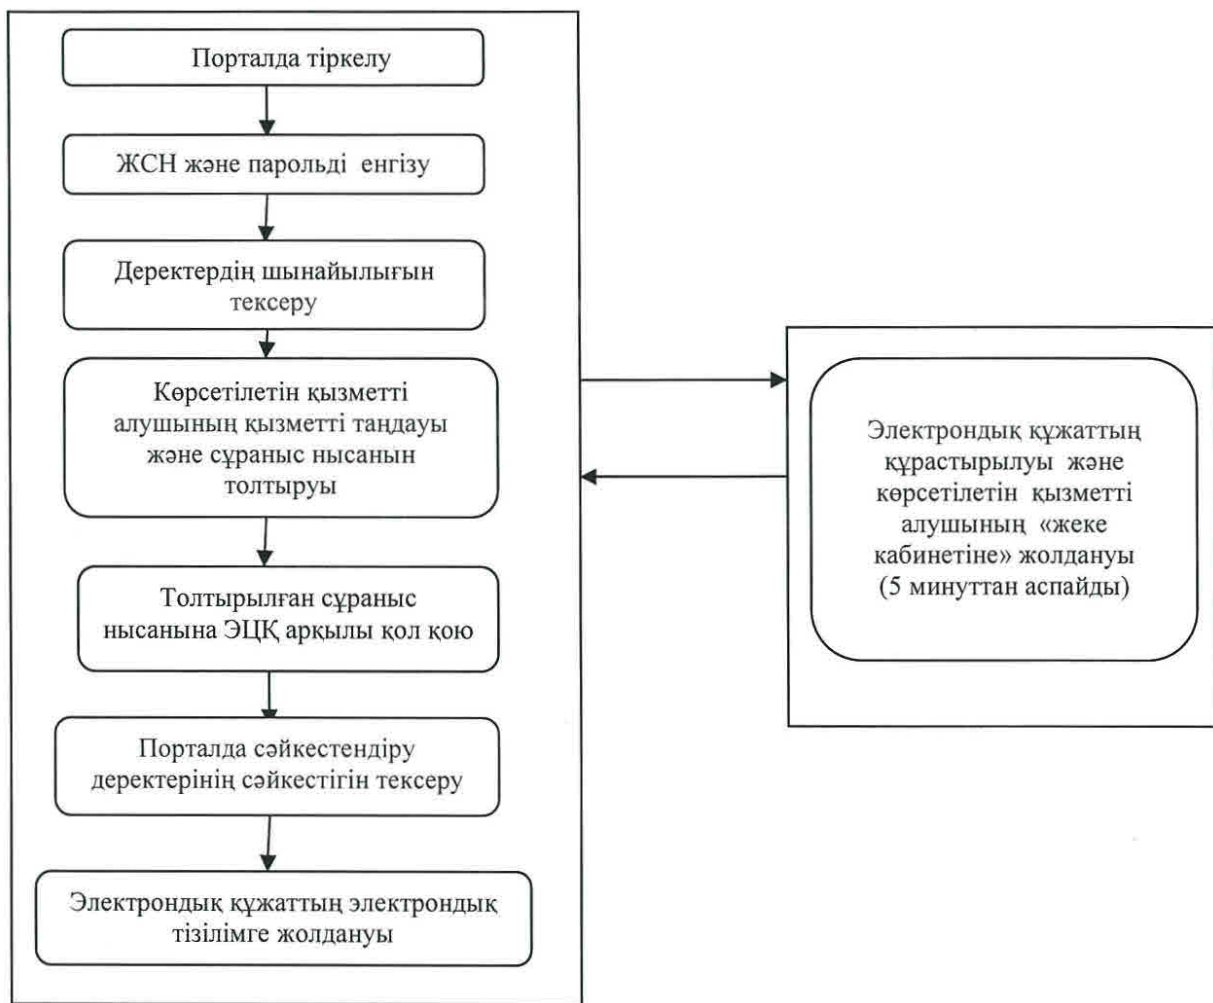 Порталда тіркелу
ЖСН және парольді енгізу
Деректердің шынайылығын
тексеру
Көрсетілетін қызметті
алушының қызметті таңдауы
және сұраныс нысанын
толтыруы
Толтырылған сұраныс
нысанына ЭЦҚ арқылы қол қою
Порталда сәйкестендіру
деректерінің сәйкестігін тексеру
Электрондық құжаттың электрондық
тізілімге жолдануы
Электрондық құжаттың
құрастырылуы және
көрсетілетін қызметті
алушының «жеке
кабинетіне» жолдануы
(5 минуттан аспайды)